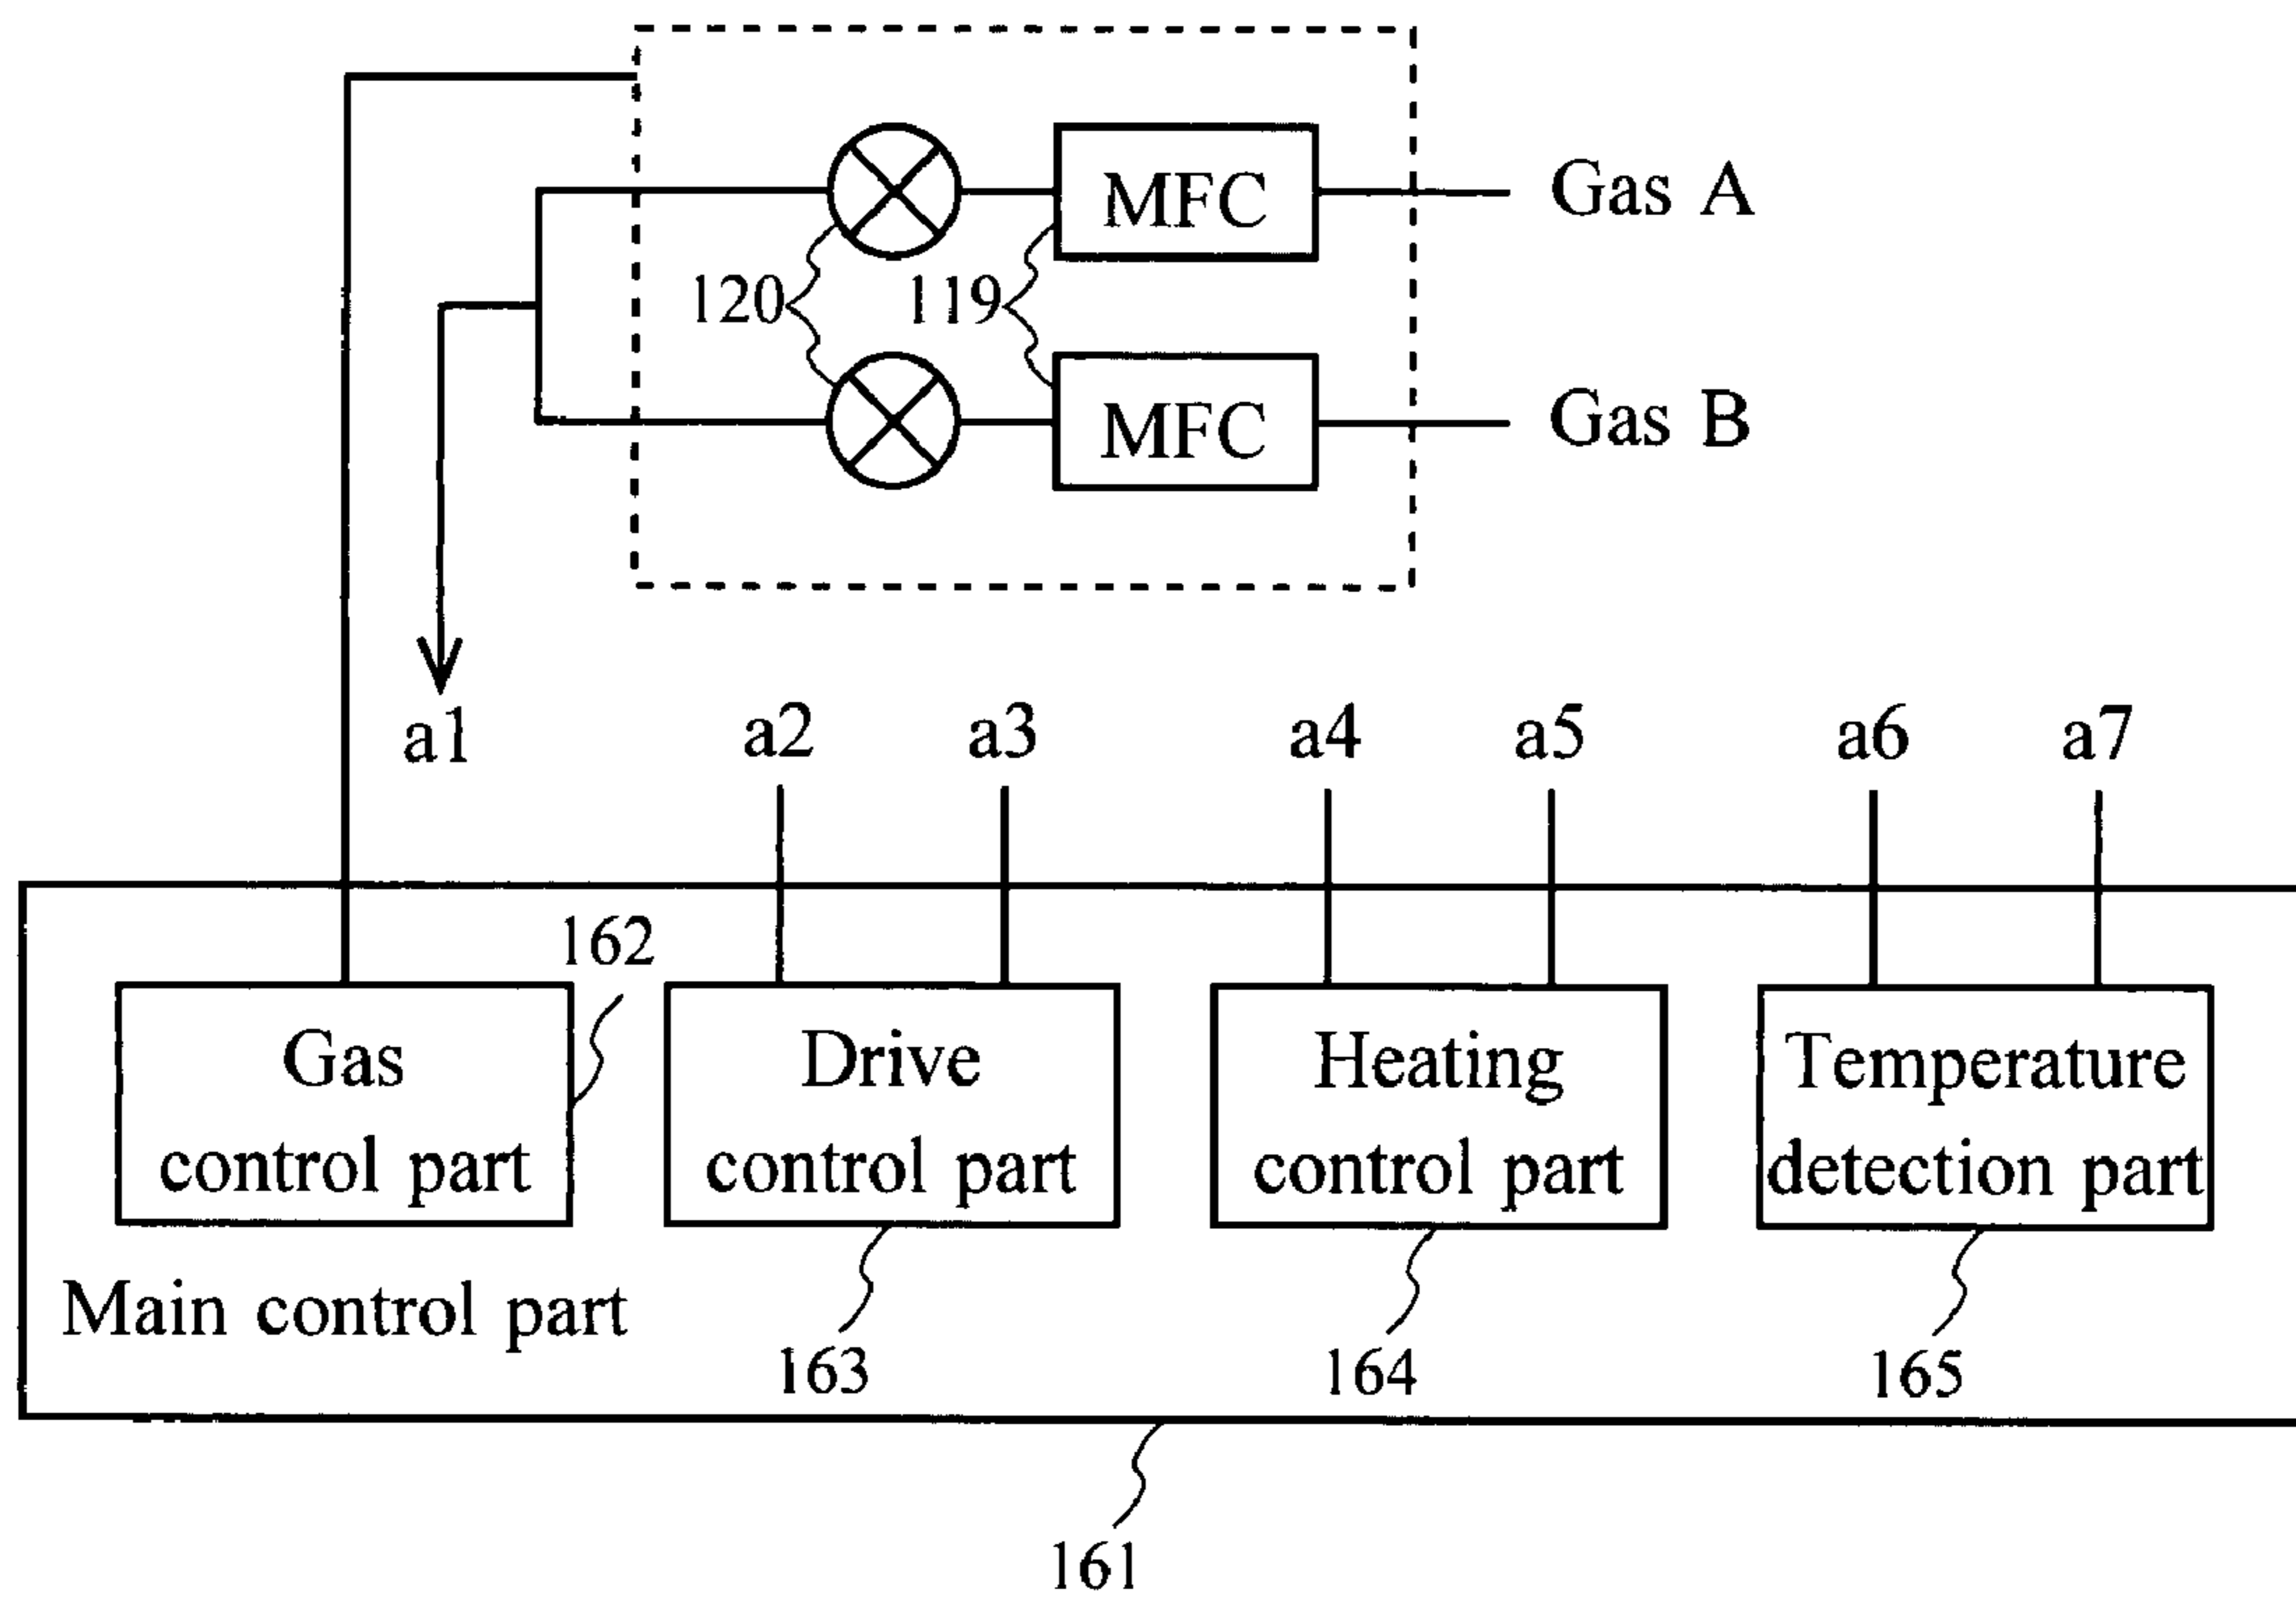 MFC Gas A
120 119
MFC Gas B
a1 a2 a3 a4 a5 a6 a7
162
Gas
control part
Drive
control part
Heating
control part
Temperature
detection part
Main control part
163 164 165
161